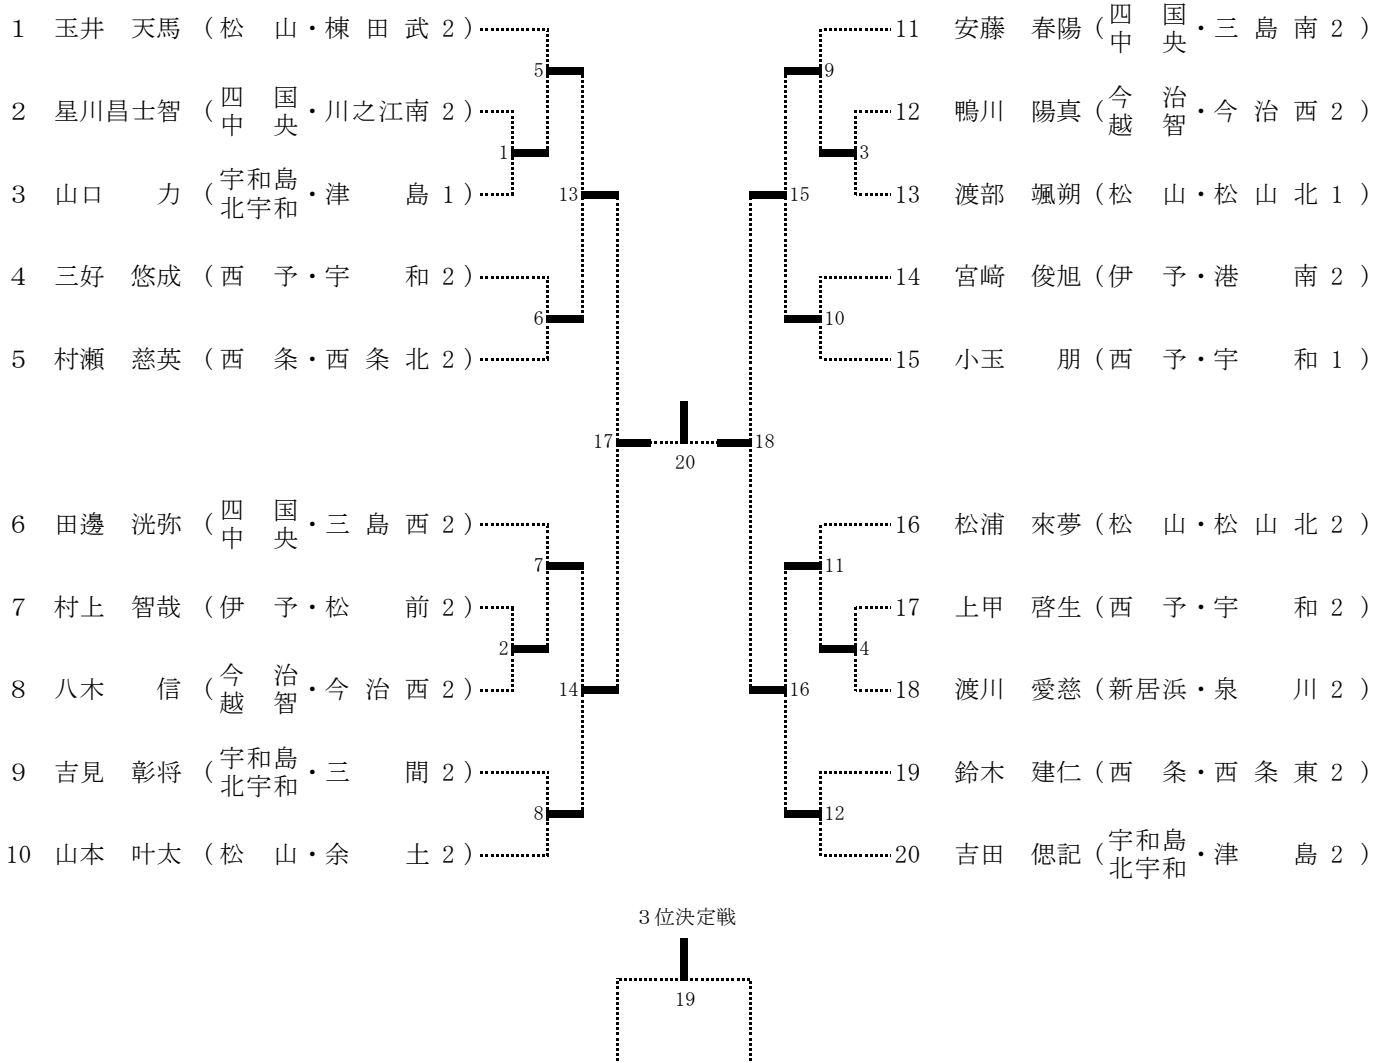 1 玉井 天馬 （松 山・棟田武 2）
2 星川昌士智 （四国中央・川之江南 2）
3 山口 力 （宇和島北宇和・津 島 1）
4 三好 悠成 （西 予・宇 和 2）
5 村瀬 慈英 （西 条・西条北 2）
6 田邊 洸弥 （四国中央・三島西 2）
7 村上 智哉 （伊 予・松 前 2）
8 八木 信 （今治越智・今治西 2）
9 吉見 彰将 （宇和島北宇和・三 間 2）
10 山本 叶太 （松 山・余 土 2）
5
1
13
6
17
7
2
14
8
20
9
3
15
10
18
11
4
16
12
11 安藤 春陽（四国中央・三島南 2）
12 鴨川 陽真（今治越智・今治西 2）
13 渡部 颯朔（松 山・松山北 1）
14 宮﨑 俊旭（伊 予・港 南 2）
15 小玉 朋（西 予・宇 和 1）
16 松浦 來夢（松 山・松山北 2）
17 上甲 啓生（西 予・宇 和 2）
18 渡川 愛慈（新居浜・泉 川 2）
19 鈴木 建仁（西 条・西条東 2）
20 吉田 偲記（宇和島北宇和・津 島 2）
３位決定戦
19